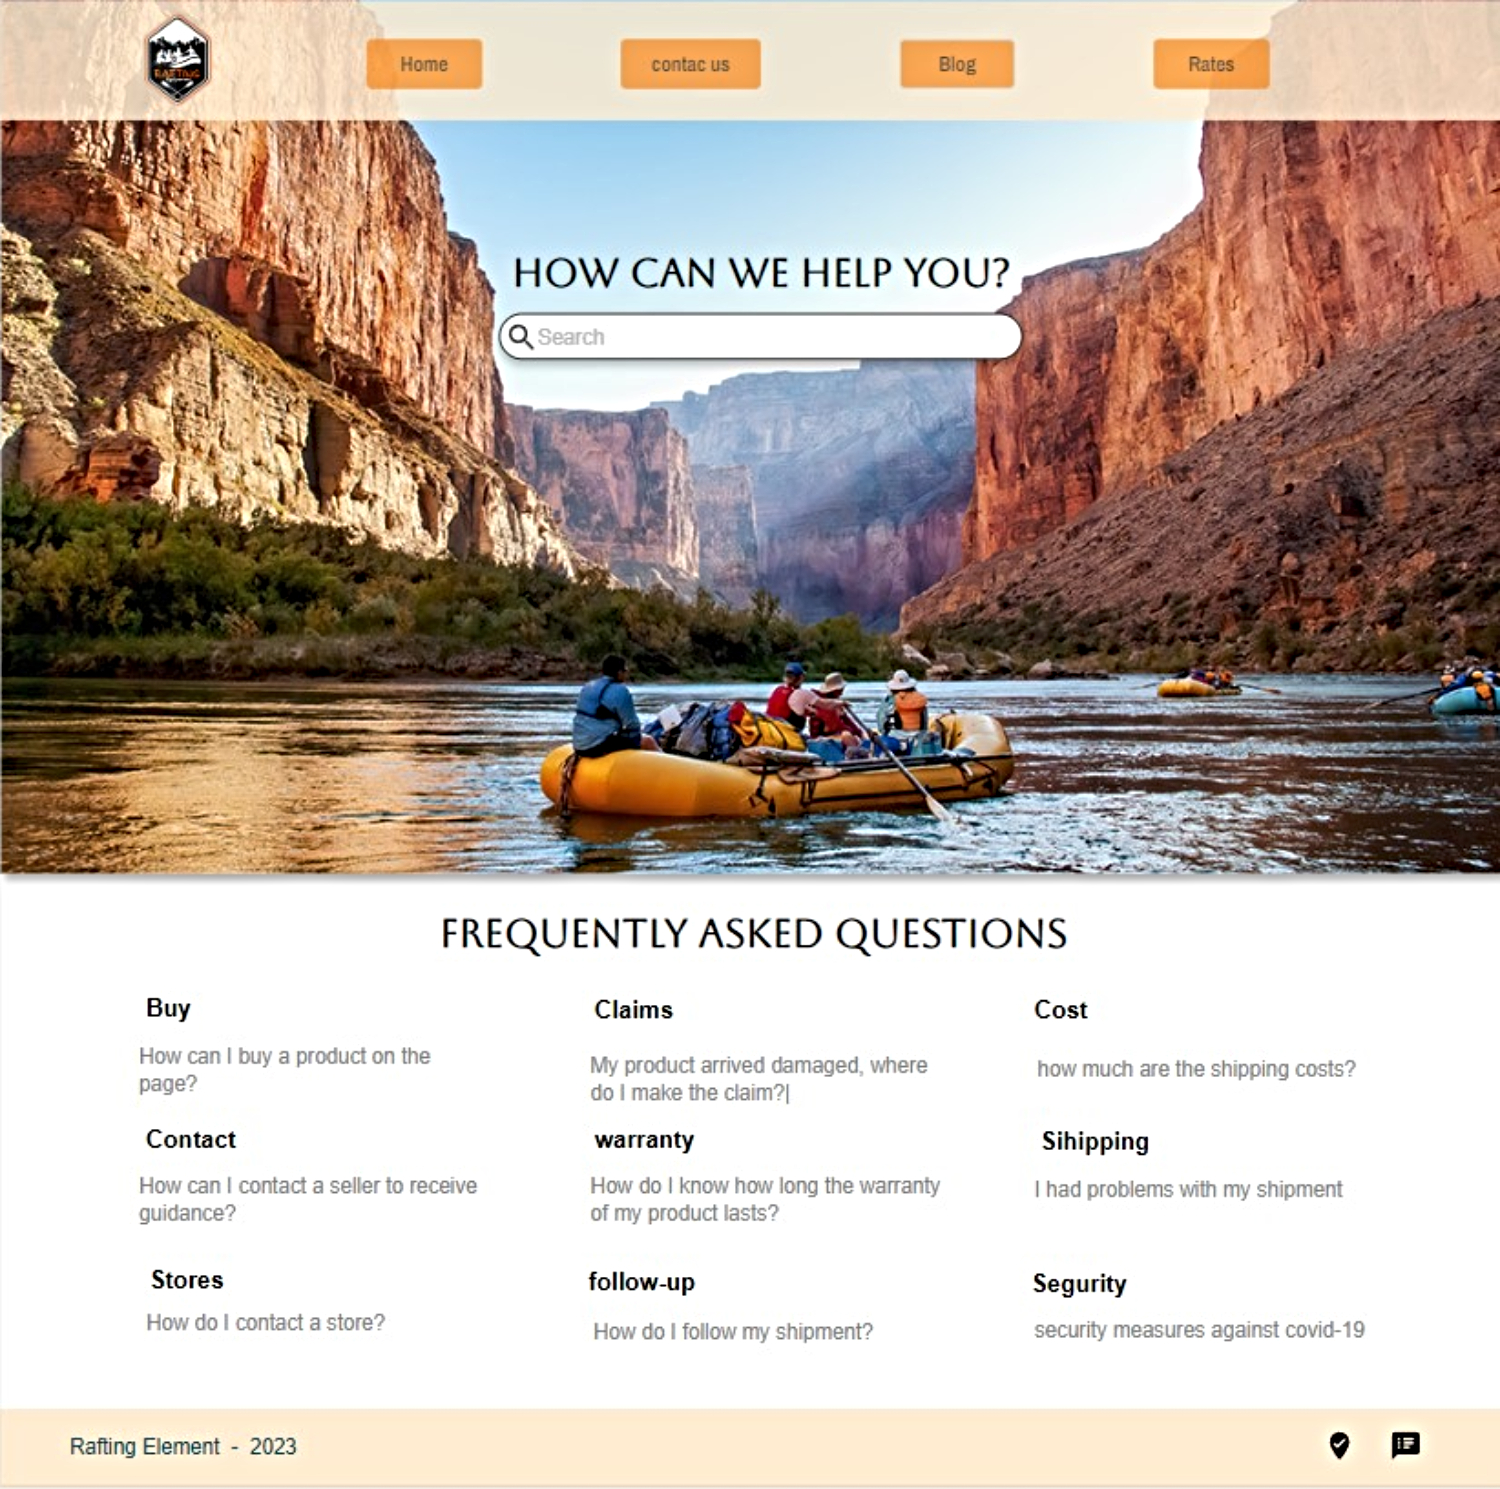 RAFTING
Home
contac us
Blog
Rates
HOW CAN WE HELP YOU?
Search
FREQUENTLY ASKED QUESTIONS
Buy
How can I buy a product on the
page?
Claims
My product arrived damaged, where
do I make the claim?|
Cost
how much are the shipping costs?
Contact
How can I contact a seller to receive
guidance?
warranty
How do I know how long the warranty
of my product lasts?
Sihipping
I had problems with my shipment
Stores
How do I contact a store?
follow-up
How do I follow my shipment?
Segurity
security measures against covid-19
Rafting Element - 2023